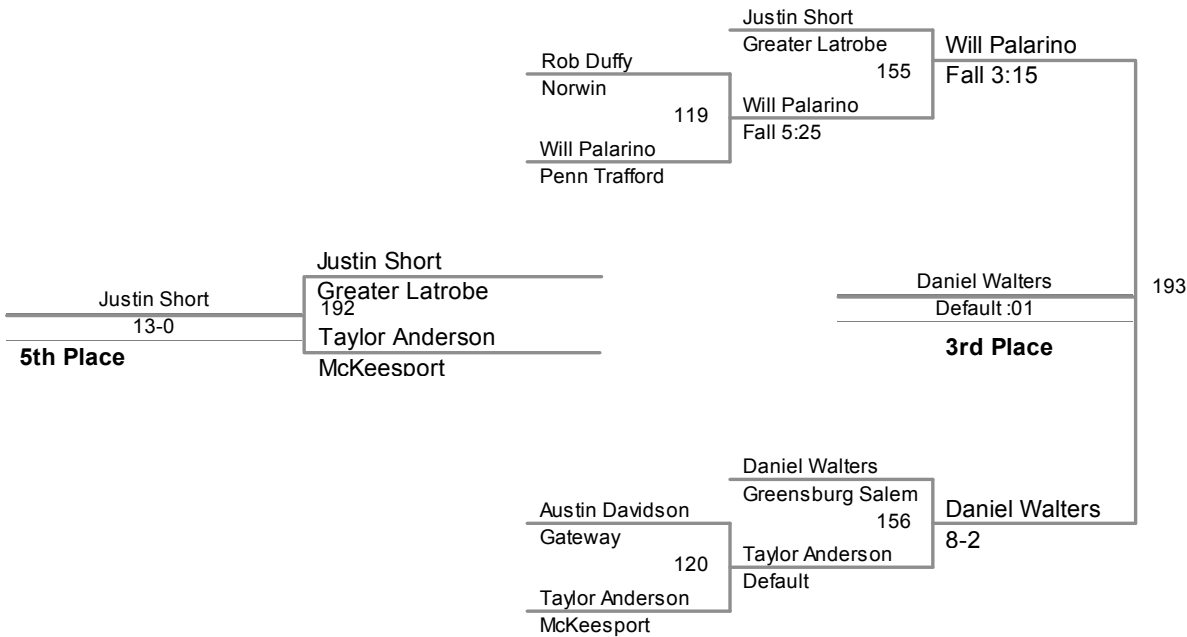 Justin Short
Greater Latrobe
155
Will Palarino
Fall 3:15
Rob Duffy
Norwin
119
Will Palarino
Fall 5:25
Will Palarino
Penn Trafford
Justin Short
Greater Latrobe
192
Taylor Anderson
McKeesport
Justin Short
13-0
5th Place
Daniel Walters
Default :01
3rd Place
193
Daniel Walters
Greensburg Salem
156
Daniel Walters
8-2
Austin Davidson
Gateway
120
Taylor Anderson
Default
Taylor Anderson
McKeesport